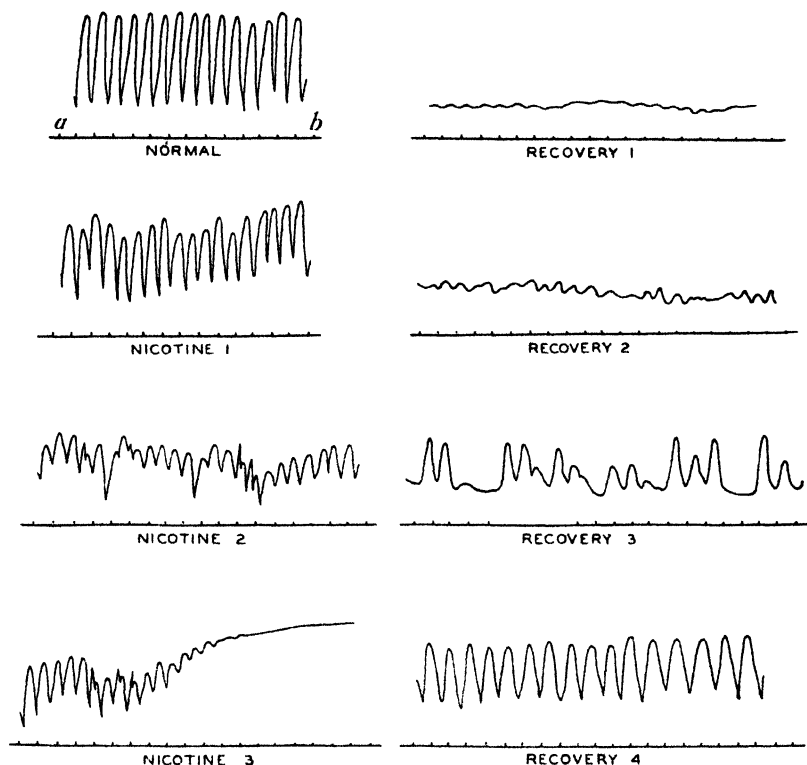 a b
NORMAL
NICOTINE 1
NICOTINE 2
NICOTINE 3
RECOVERY 1
RECOVERY 2
RECOVERY 3
RECOVERY 4